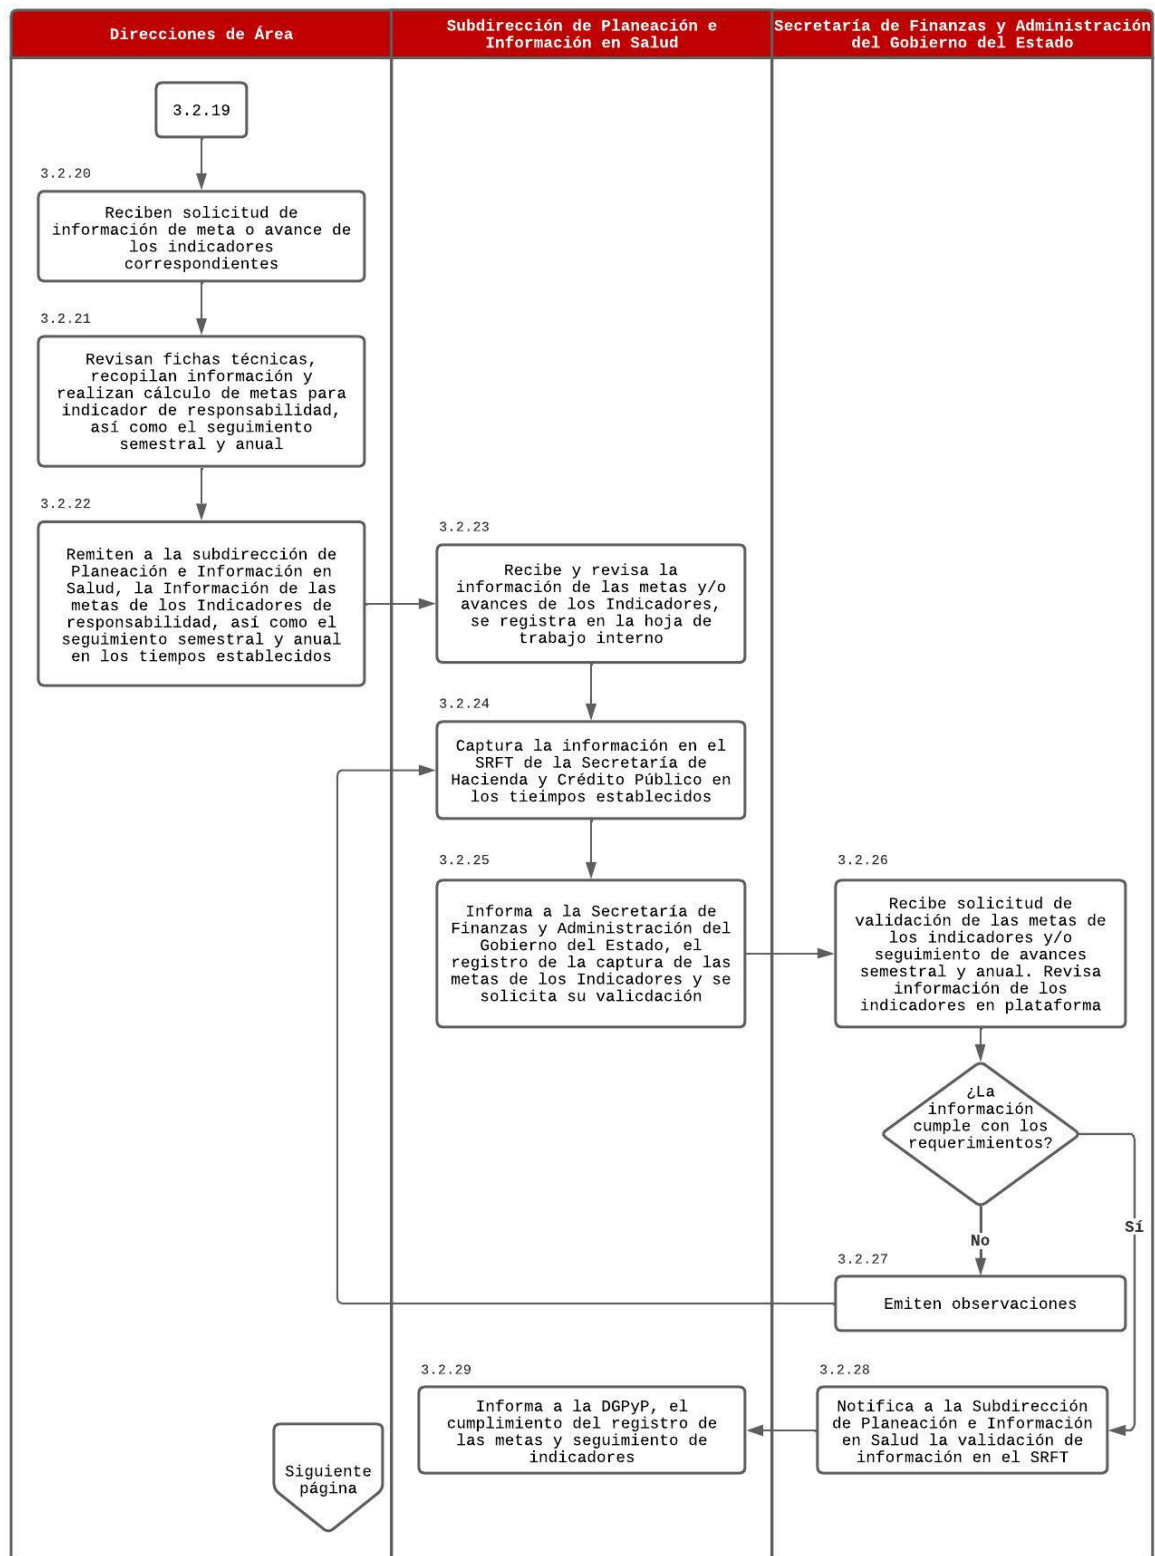 Direcciones de Área
Subdirección de Planeación e
Información en Salud
Secretaría de Finanzas y Administración
del Gobierno del Estado
3.2.19
3.2.20
Reciben solicitud de
información de meta o avance de
los indicadores
correspondientes
3.2.21
Revisan fichas técnicas,
recopilan información y
realizan cálculo de metas para
indicador de responsabilidad,
así como el seguimiento
semestral y anual
3.2.22
Remiten a la subdirección de
Planeación e Información en
Salud, la Información de las
metas de los Indicadores de
responsabilidad, así como el
seguimiento semestral y anual
en los tiempos establecidos
3.2.23
Recibe y revisa la
información de las metas y/o
avances de los Indicadores,
se registra en la hoja de
trabajo interno
3.2.24
Captura la información en el
SRFT de la Secretaría de
Hacienda y Crédito Público en
los tieimpos establecidos
3.2.25
Informa a la Secretaría de
Finanzas y Administración del
Gobierno del Estado, el
registro de la captura de las
metas de los Indicadores y se
solicita su valicdación
3.2.26
Recibe solicitud de
validación de las metas de
los indicadores y/o
seguimiento de avances
semestral y anual. Revisa
información de los
indicadores en plataforma
¿La
información
cumple con los
requerimientos?
Sí
No
3.2.27
Emiten observaciones
3.2.28
Notifica a la Subdirección
de Planeación e Información
en Salud la validación de
información en el SRFT
3.2.29
Informa a la DGPyP, el
cumplimiento del registro de
las metas y seguimiento de
indicadores
Siguiente
página